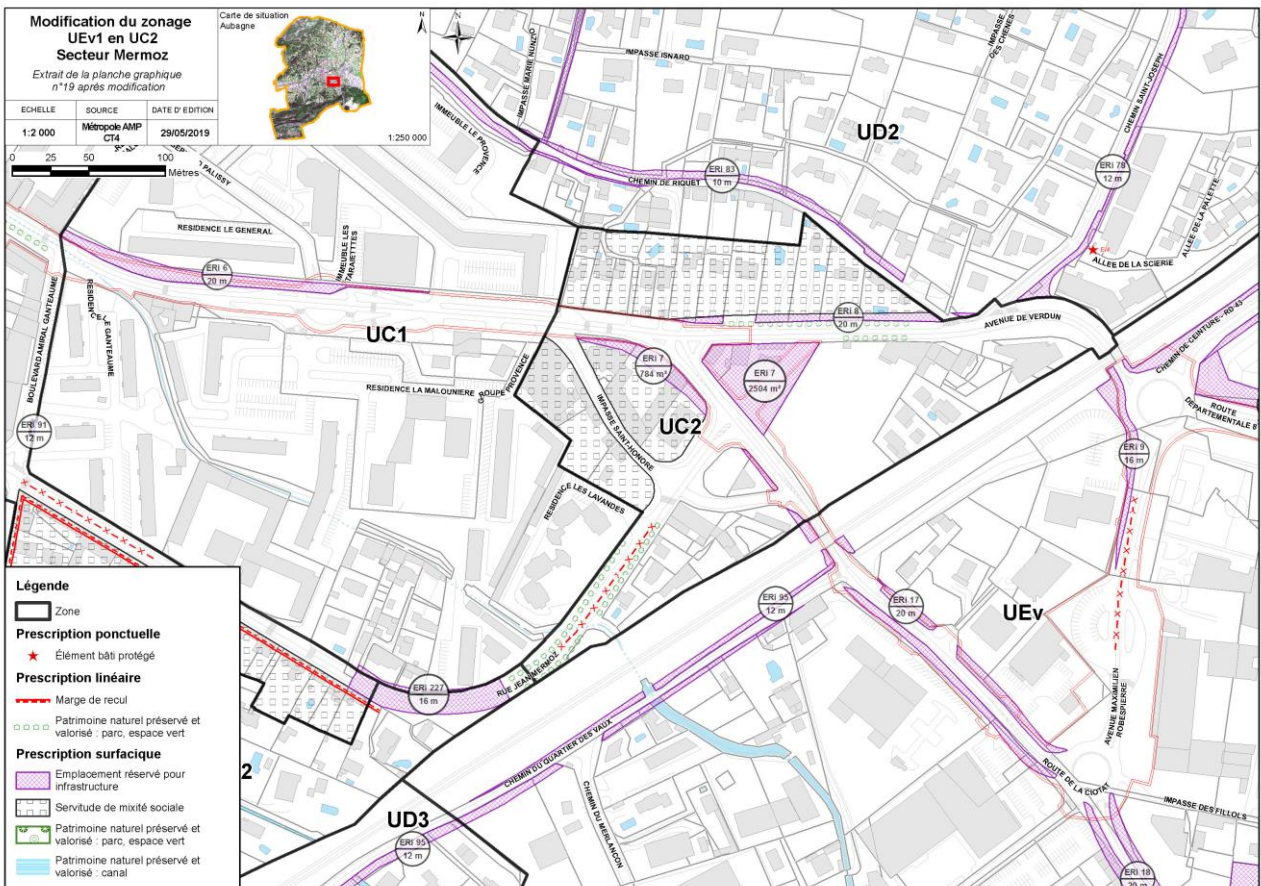 Modification du zonage
UEv1 en UC2
Secteur Mermoz
Extrait de la planche graphique
n°19 après modification
ECHELLE
SOURCE
DATE D' EDITION
1:2 000
Métropole AMP
CT4
29/05/2019
Carte de situation
Aubagne
N
1:250 000
N
0
50
100
Mètres
PALISSY
IMPASSE MARIE NUNZIO
IMPASSE ISNARD
IMPASSE
DES CHENES
CHEMIN SAINT-JOSEPH
IMMEUBLE LE PROVENCE
UD2
ERi 83
10 m
CHEMIN DE RIQUET
ERi 78
12 m
ALLEE DE LA PALETTE
ALLEE DE LA SCIERIE
RESIDENCE LE GENERAL
IMMEUBLE LES
TARAIETTES
ERi 6
20 m
BOULEVARD AMIRAL GANTEAUME
RESIDENCE LE GANTEAUME
UC1
ERi 8
20 m
AVENUE DE VERDUN
CHEMIN DE CEINTURE - RD 43
RESIDENCE LA MALOUNIERE
GROUPE PROVENCE
ERi 7
784 m²
ERi 7
2504 m²
IMPASSE SAINT-HONORE
UC2
ROUTE
DEPARTEMENTALE 8
ERi 91
12 m
ERi 9
16 m
RESIDENCE LES LAVANDES
ERi 95
12 m
ERi 17
20 m
UEv
RUE JEAN MERMOZ
ERi 227
16 m
AVENUE MAXIMILIEN
ROBESPIERRE
CHEMIN DU QUARTIER DES VAUX
ROUTE DE LA CIOTAT
IMPASSE DES FILLOLS
CHEMIN DU MERLANÇON
2
UD3
ERi 95
12 m
ERi 18
20 m
Légende
Zone
Prescription ponctuelle
Élément bâti protégé
Prescription linéaire
Marge de recul
Patrimoine naturel préservé et
valorisé : parc, espace vert
Prescription surfacique
Emplacement réservé pour
infrastructure
Servitude de mixité sociale
Patrimoine naturel préservé et
valorisé : parc, espace vert
Patrimoine naturel préservé et
valorisé : canal